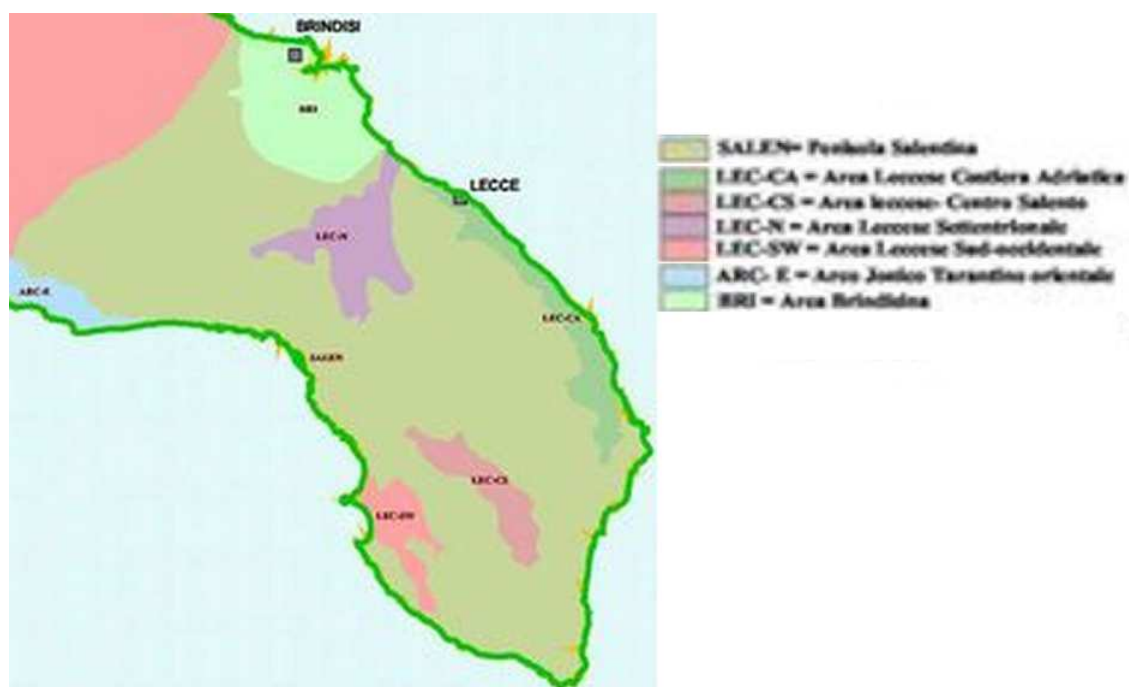 BRINDISI
BRI
LECCE
LEC-N
ARC-E
LEC-CA
SALEN
LEC-CS
LEC-SW
SALEN= Penisola Salentina
LEC-CA = Area Leccese Costiera Adriatica
LEC-CS = Area leccese- Centro Salento
LEC-N = Area Leccese Settentrionale
LEC-SW = Area Leccese Sud-occidentale
ARC- E = Arco Jonico Tarantino orientale
BRI = Area Brindisina